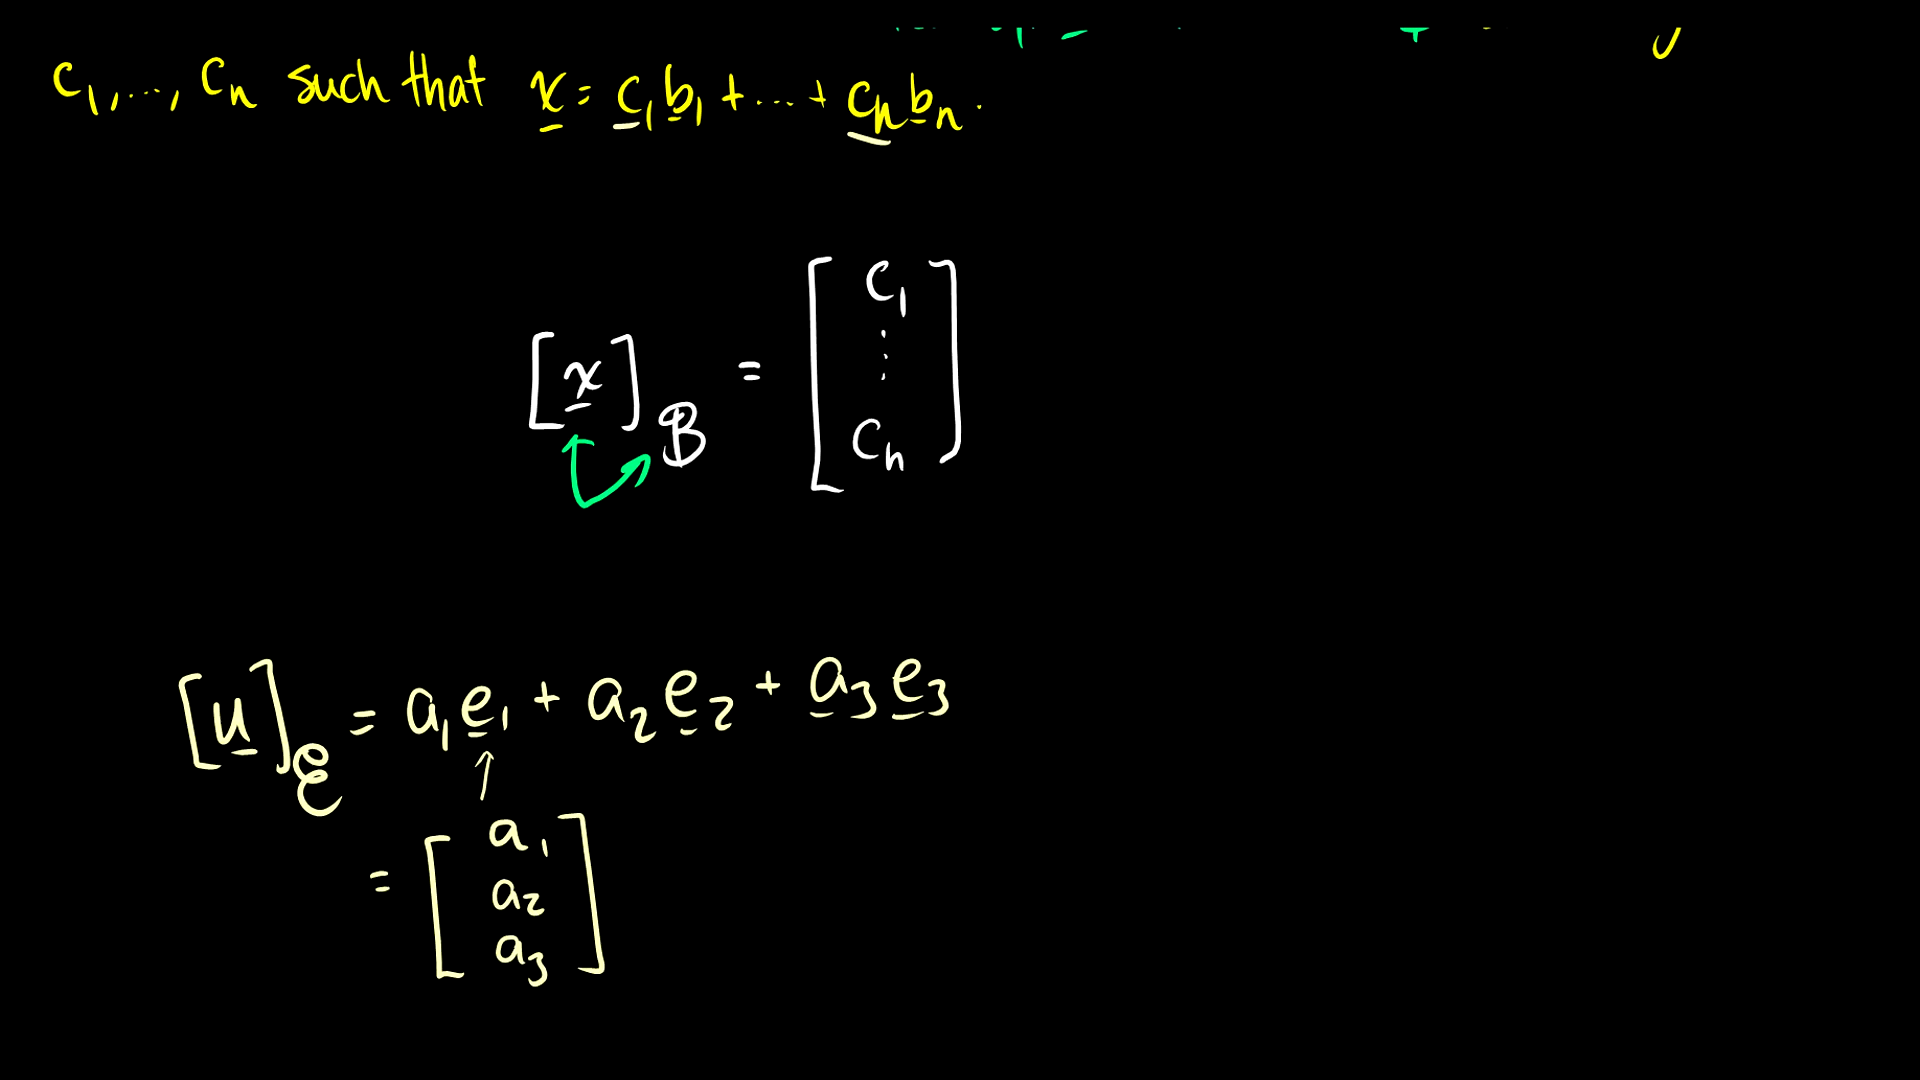 c₁, ..., cₙ such that x = c₁b₁ + ... + cₙbₙ.
[x]_B = [c₁ ⋮ cₙ]
[u]_ℰ = a₁e₁ + a₂e₂ + a₃e₃
↑
= [a₁ a₂ a₃]